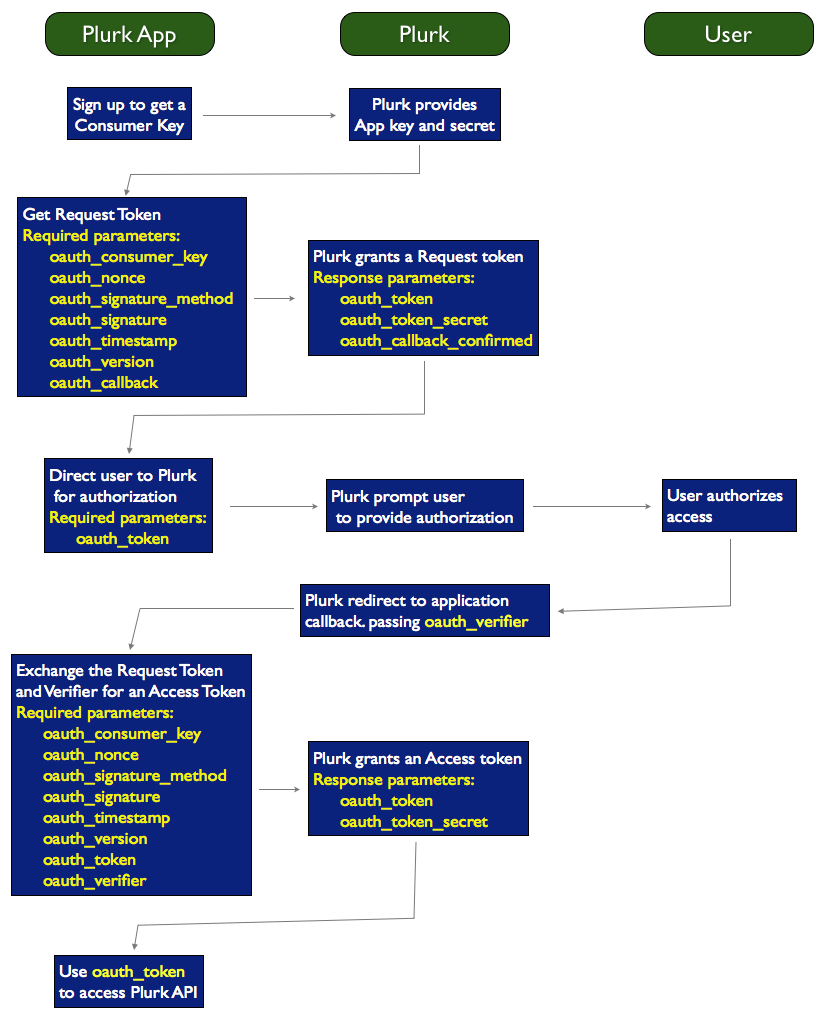 Plurk App
Plurk
User
Sign up to get a
Consumer Key
Plurk provides
App key and secret
Get Request Token
Required parameters:
oauth_consumer_key
oauth_nonce
oauth_signature_method
oauth_signature
oauth_timestamp
oauth_version
oauth_callback
Plurk grants a Request token
Response parameters:
oauth_token
oauth_token_secret
oauth_callback_confirmed
Direct user to Plurk
for authorization
Required parameters:
oauth_token
Plurk prompt user
to provide authorization
User authorizes
access
Plurk redirect to application
callback. passing oauth_verifier
Exchange the Request Token
and Verifier for an Access Token
Required parameters:
oauth_consumer_key
oauth_nonce
oauth_signature_method
oauth_signature
oauth_timestamp
oauth_version
oauth_token
oauth_verifier
Plurk grants an Access token
Response parameters:
oauth_token
oauth_token_secret
Use oauth_token
to access Plurk API